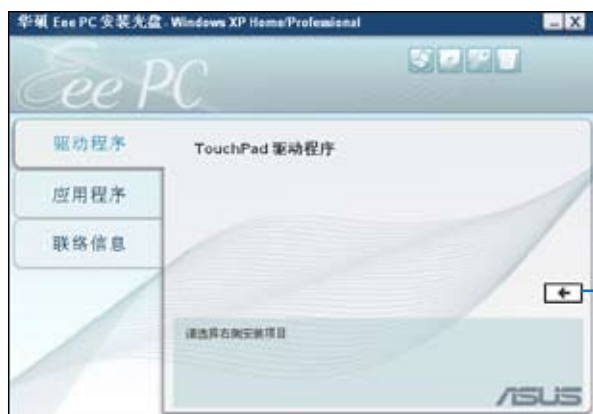 华硕 Eee PC 安装光盘 - Windows XP Home/Professional
Eee PC
驱动程序
TouchPad 驱动程序
应用程序
联络信息
请选择右侧安装项目
ASUS